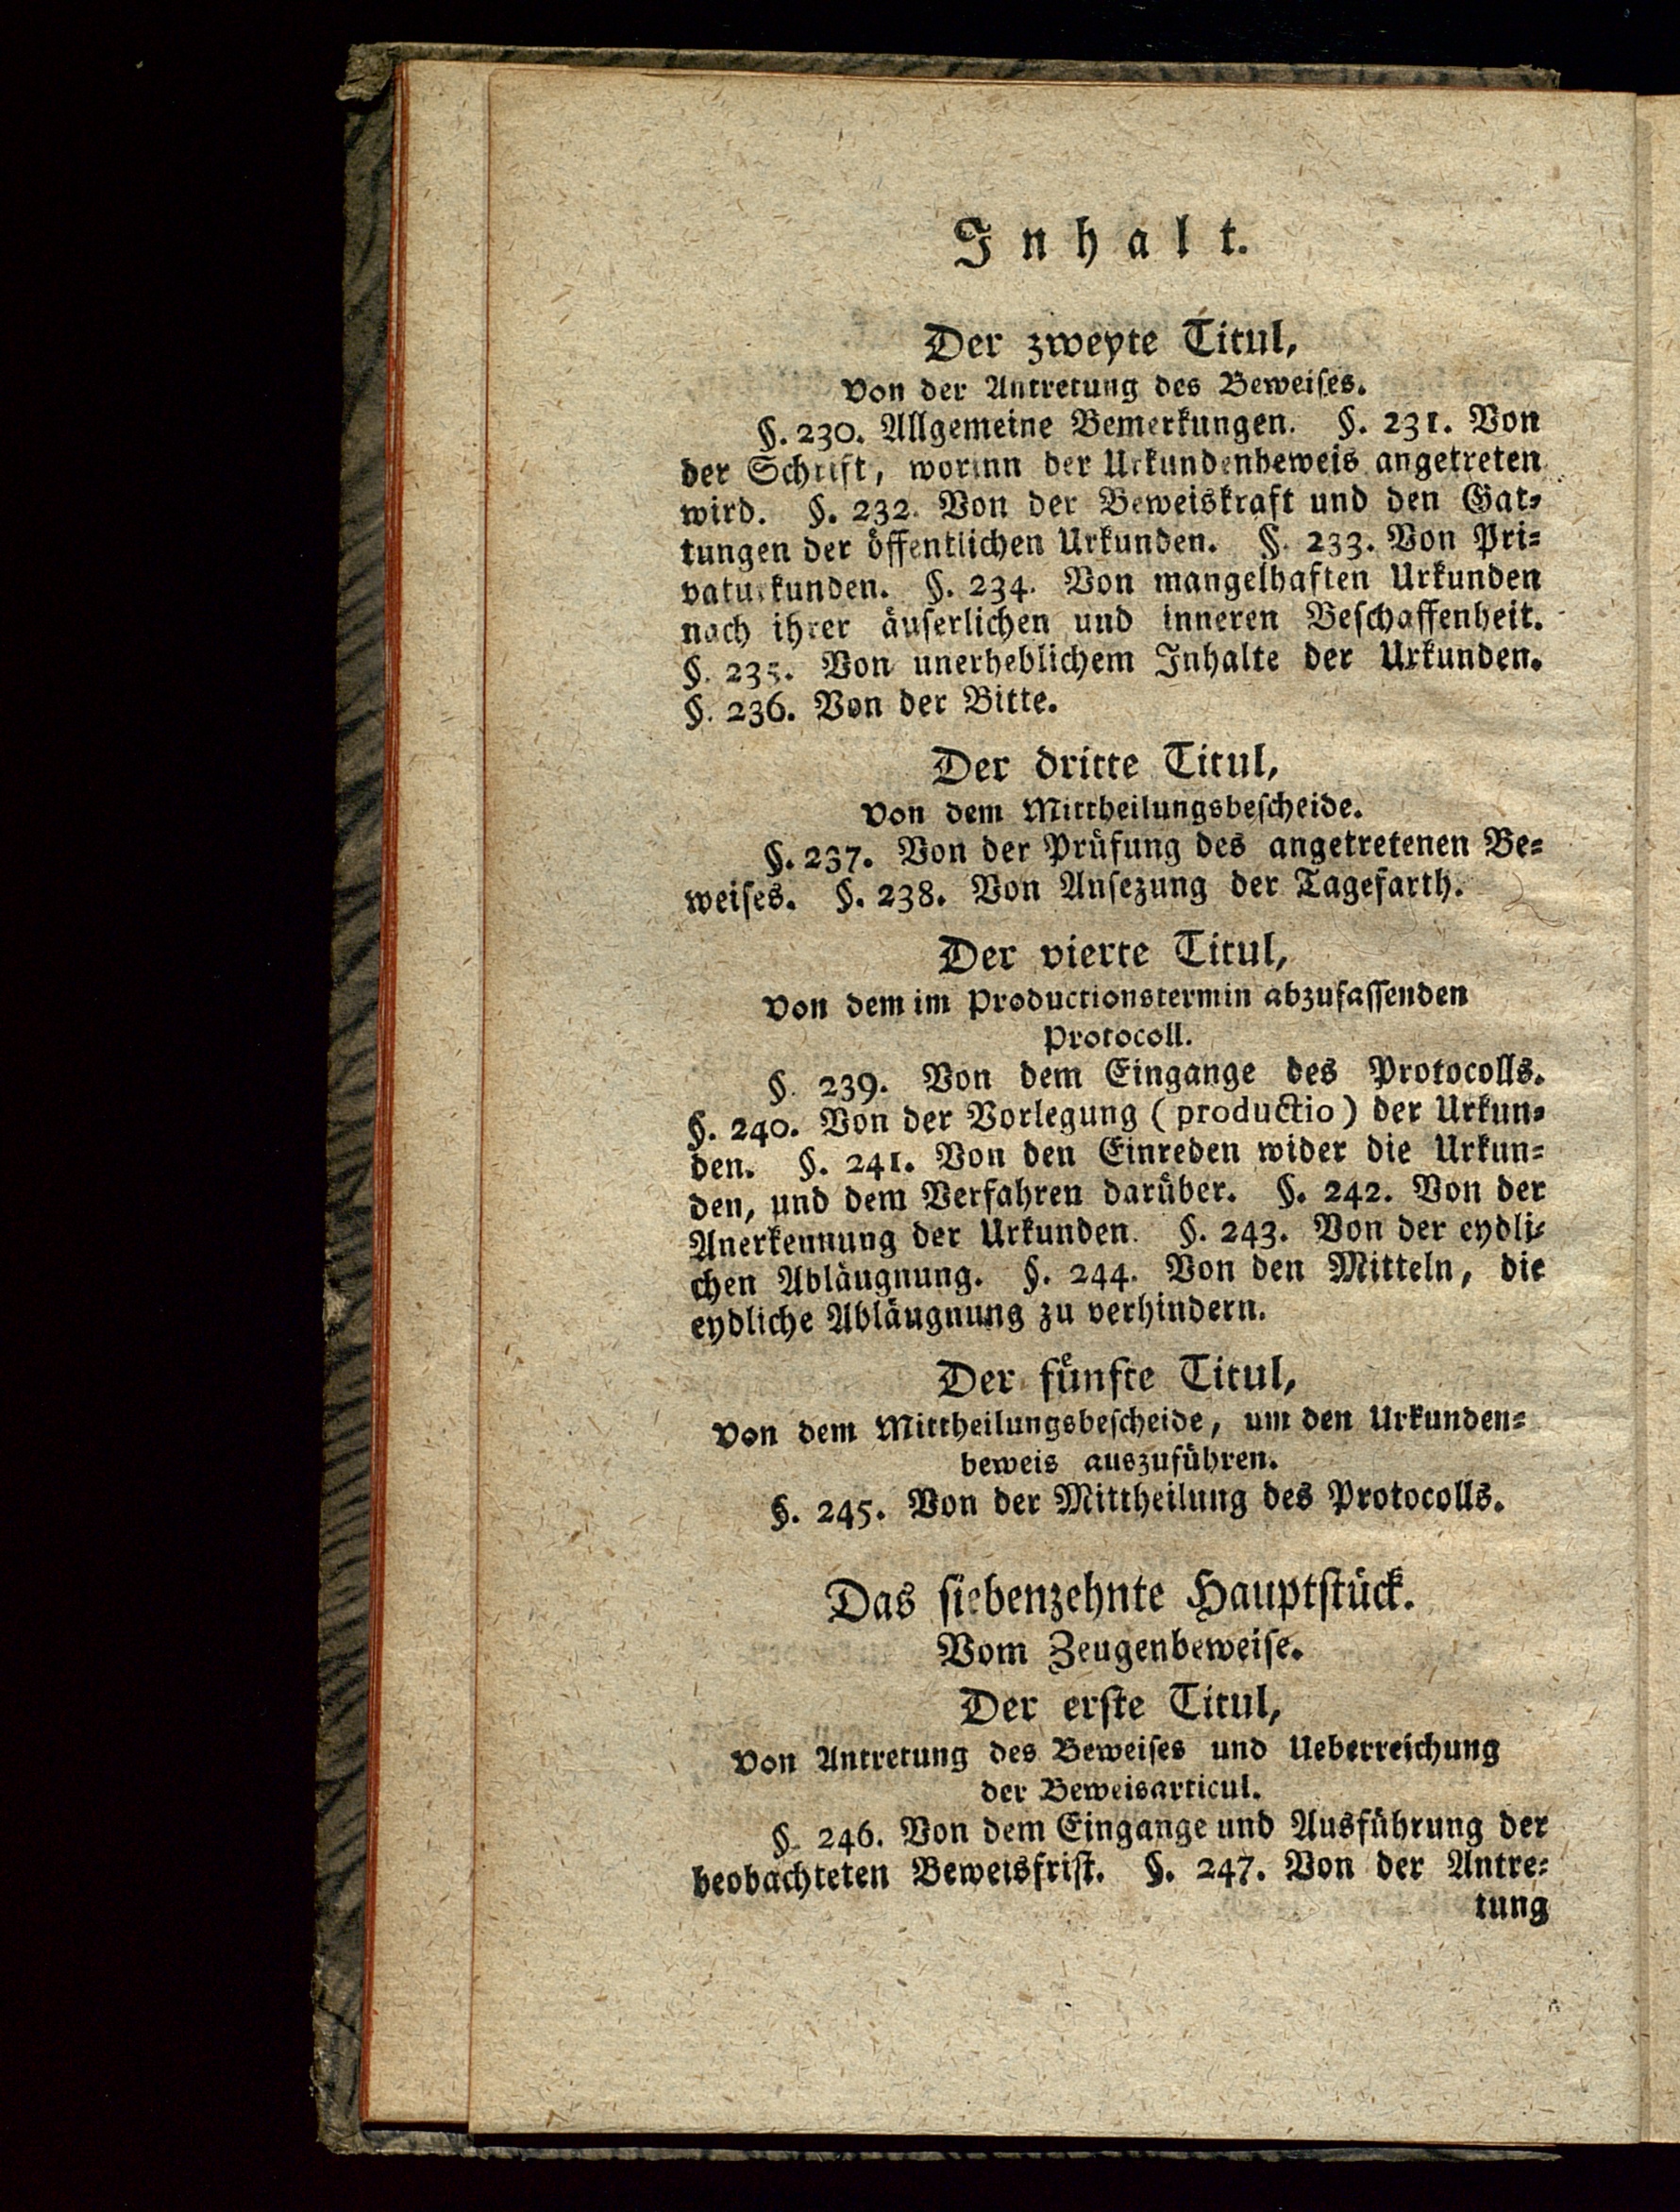 Inhalt.
Der zweyte Titul,
Von der Antretung des Beweises.
§. 230. Allgemeine Bemerkungen. §. 231. Von
der Schrift, worinn der Urkundenbeweis angetreten
wird. §. 232. Von der Beweiskraft und den Gat-
tungen der öffentlichen Urkunden. §. 233. Von Pri-
vaturkunden. §. 234. Von mangelhaften Urkunden
nach ihrer äuserlichen und inneren Beschaffenheit.
§. 235. Von unerheblichem Inhalte der Urkunden.
§. 236. Von der Bitte.
Der dritte Titul,
Von dem Mittheilungsbescheide.
§. 237. Von der Prüfung des angetretenen Be-
weises. §. 238. Von Ansezung der Tagefarth.
Der vierte Titul,
Von dem im Productionstermin abzufassenden
Protocoll.
§. 239. Von dem Eingange des Protocolls.
§. 240. Von der Vorlegung (productio) der Urkun-
den. §. 241. Von den Einreden wider die Urkun-
den, und dem Verfahren darüber. §. 242. Von der
Anerkennung der Urkunden. §. 243. Von der eydli-
chen Abläugnung. §. 244. Von den Mitteln, die
eydliche Abläugnung zu verhindern.
Der fünfte Titul,
Von dem Mittheilungsbescheide, um den Urkunden-
beweis auszuführen.
§. 245. Von der Mittheilung des Protocolls.
Das siebenzehnte Hauptstück.
Vom Zeugenbeweise.
Der erste Titul,
Von Antretung des Beweises und Ueberreichung
der Beweisarticul.
§. 246. Von dem Eingange und Ausführung der
beobachteten Beweisfrist. §. 247. Von der Antre-
tung